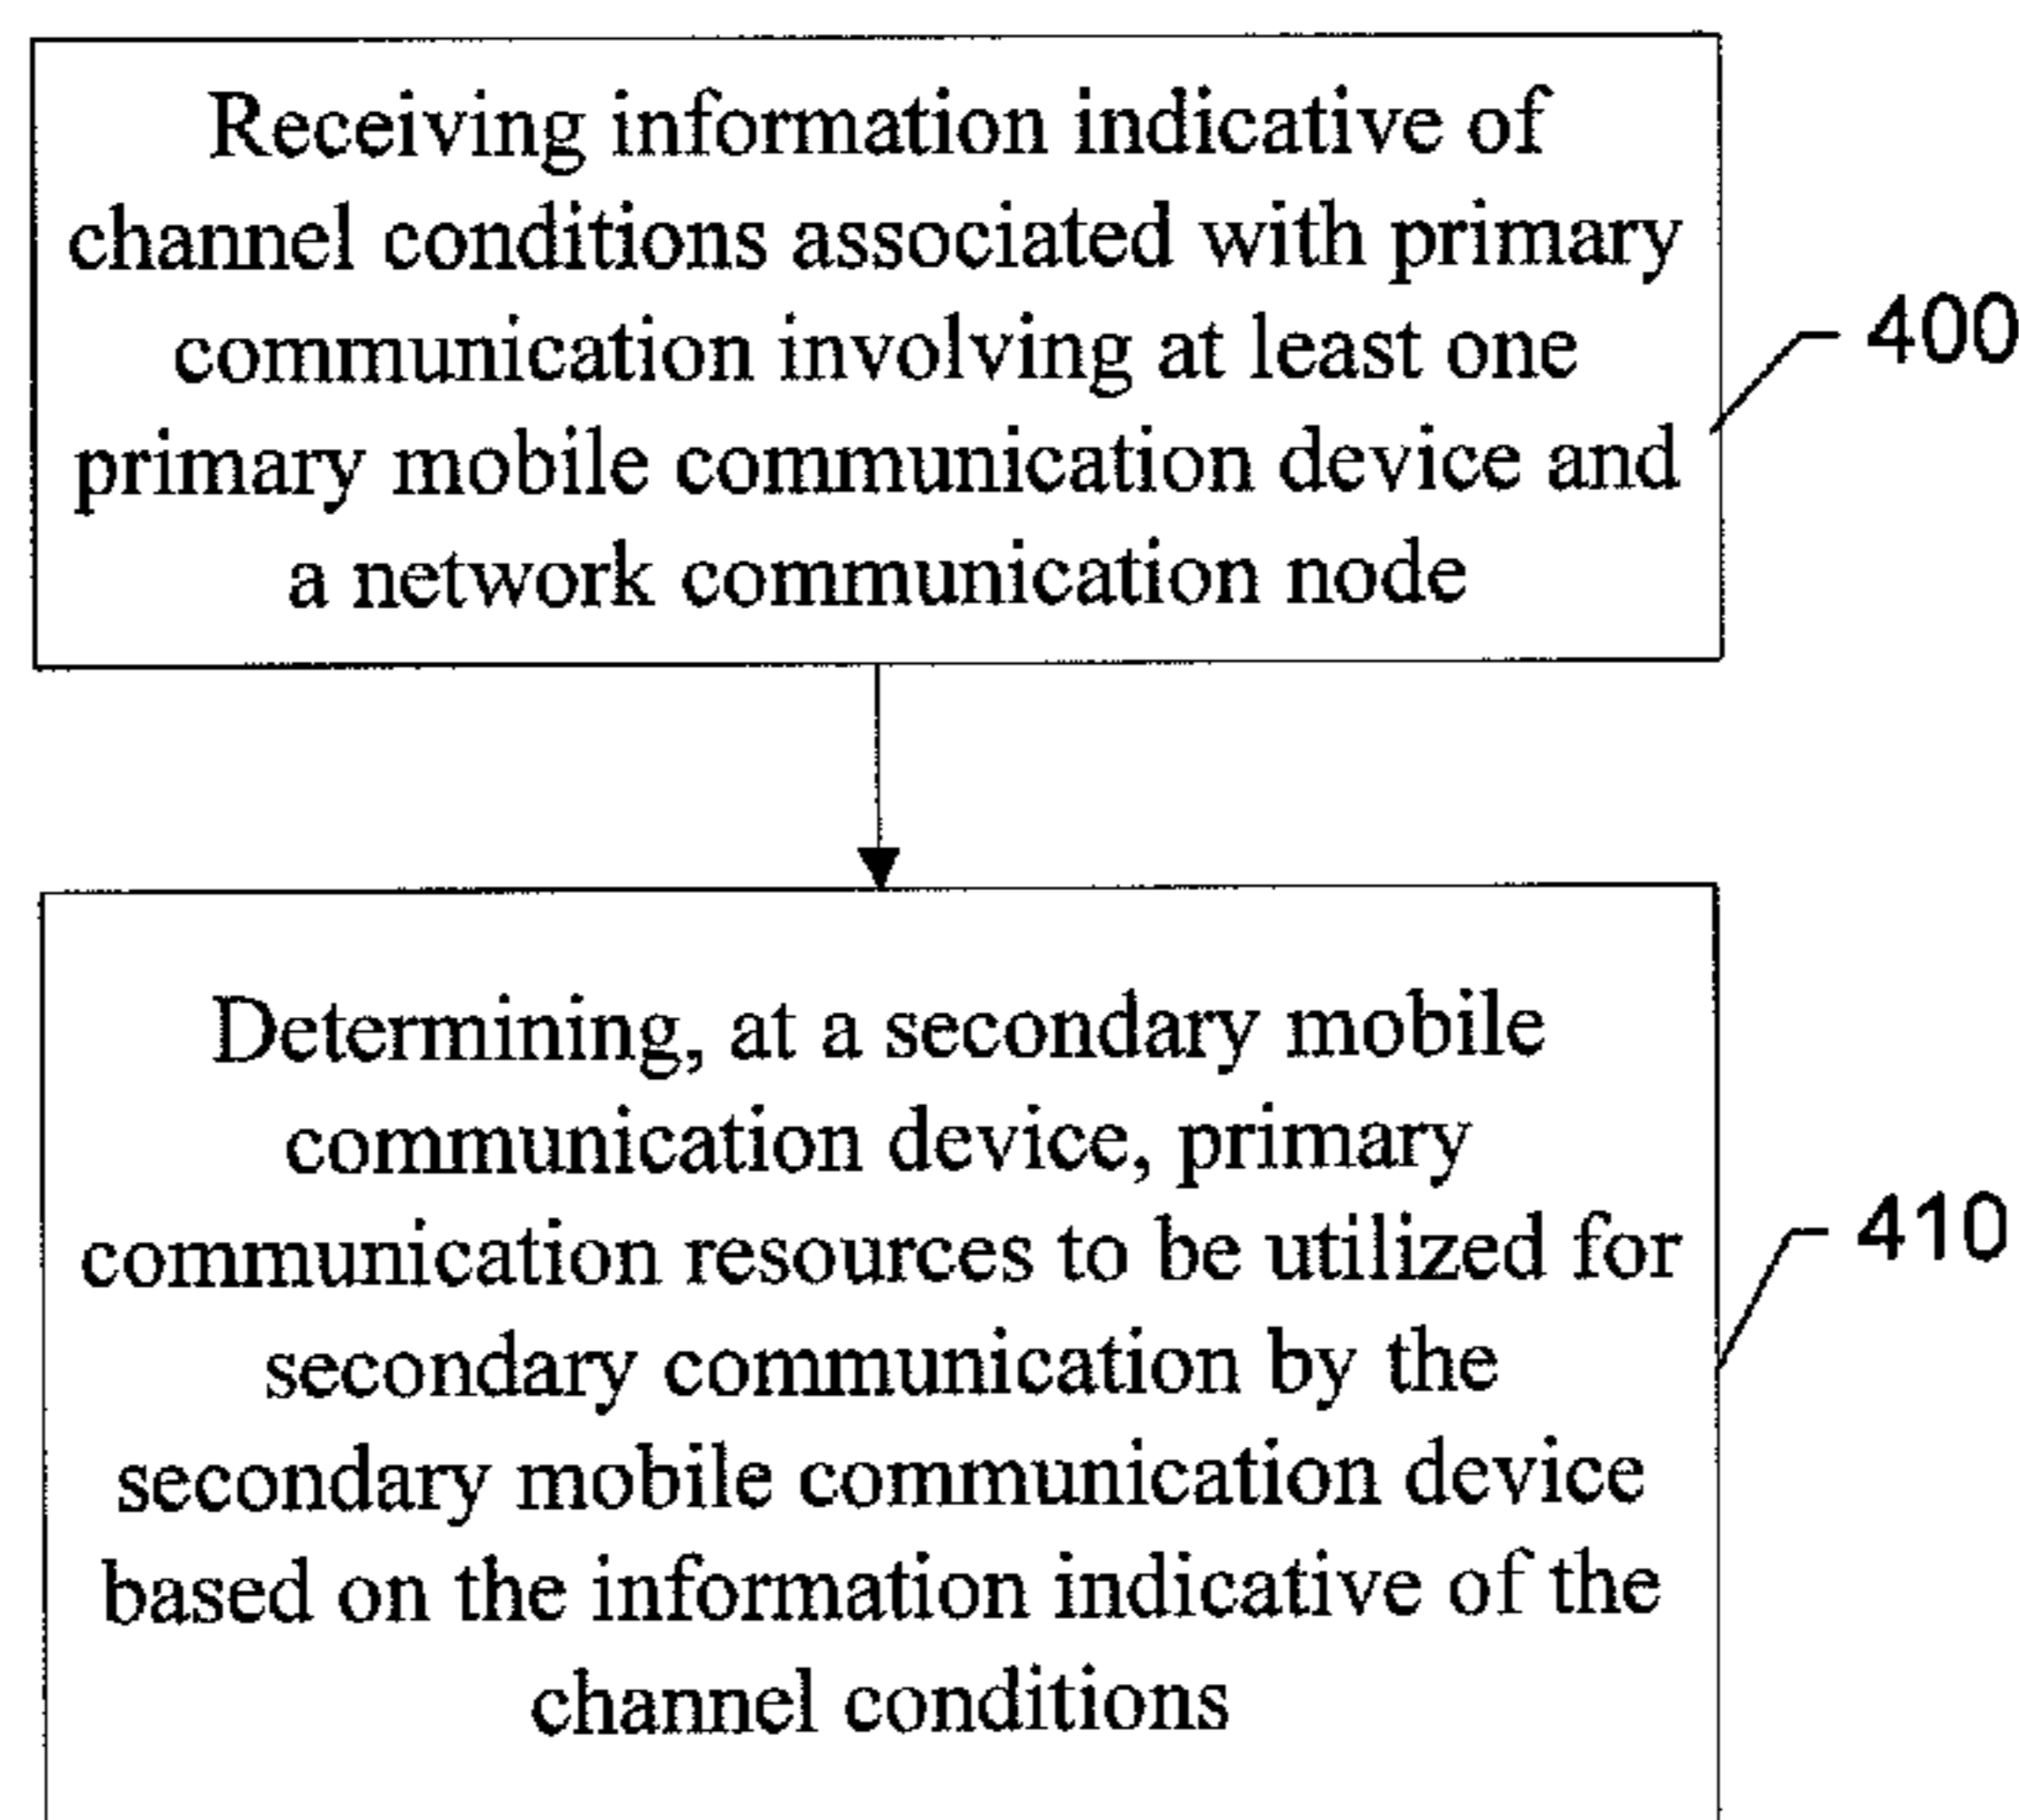 Receiving information indicative of
channel conditions associated with primary
communication involving at least one
primary mobile communication device and
a network communication node
400
Determining, at a secondary mobile
communication device, primary
communication resources to be utilized for
secondary communication by the
secondary mobile communication device
based on the information indicative of the
channel conditions
410